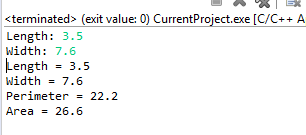 <terminated> (exit value: 0) CurrentProject.exe [C/C++ A
Length: 3.5
Width: 7.6
Length = 3.5
Width = 7.6
Perimeter = 22.2
Area = 26.6